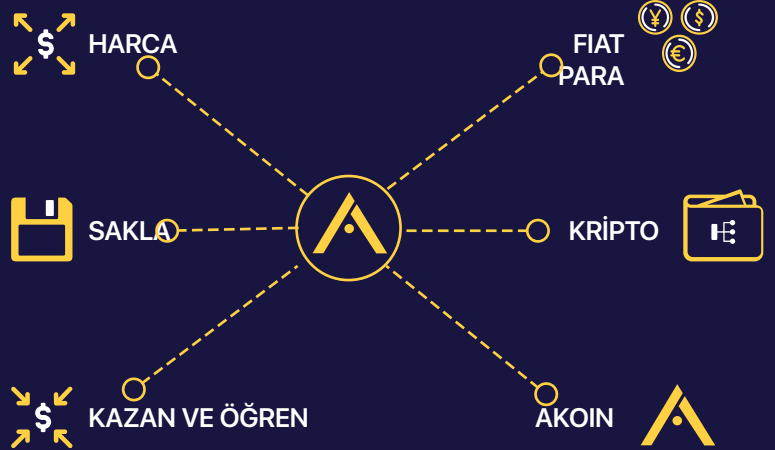 HARCA
FIAT
PARA
SAKLA
KRİPTO
KAZAN VE ÖĞREN
AKOIN